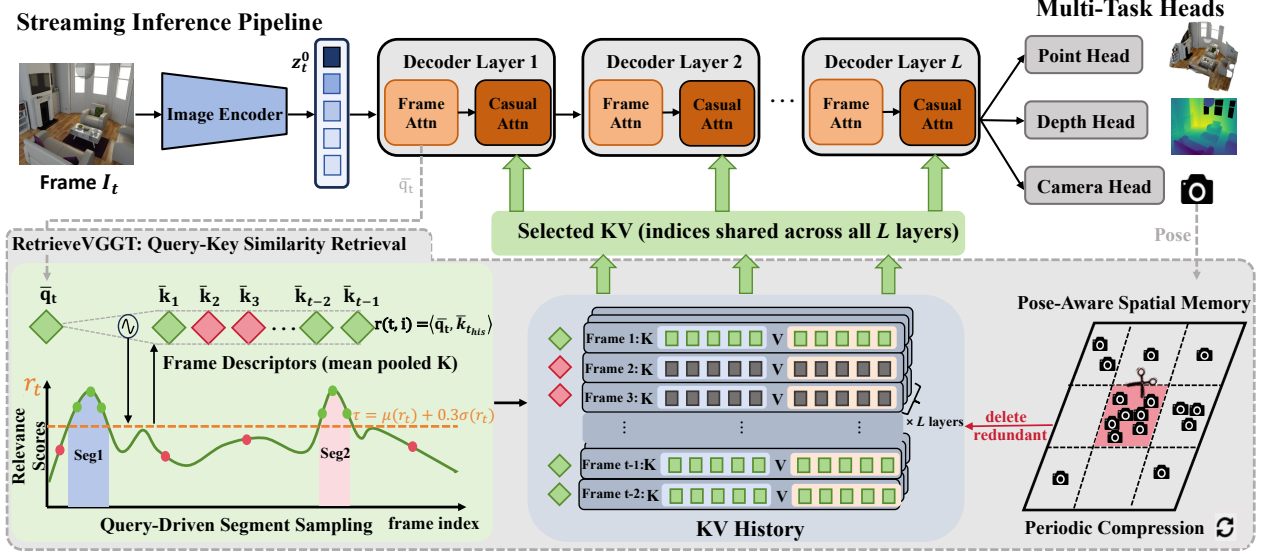 Streaming Inference Pipeline
Multi-Task Heads
z_t^0
Decoder Layer 1
Decoder Layer 2
Decoder Layer L
Point Head
Image Encoder
Frame Attn
Casual Attn
Frame Attn
Casual Attn
...
Frame Attn
Casual Attn
Depth Head
Frame I_t
q̄_t
Camera Head
Selected KV (indices shared across all L layers)
Pose
RetrieveVGGT: Query-Key Similarity Retrieval
q̄_t
k̄_1
k̄_2
k̄_3
...
k̄_{t−2}
k̄_{t−1}
r(t, i) =⟨q̄_t, k̄_{t_{his}}⟩
Frame Descriptors (mean pooled K)
r_t
τ = μ(r_t) + 0.3σ(r_t)
Relevance
Scores
Seg1
Seg2
Query-Driven Segment Sampling
frame index
Frame 1: K V
Frame 2: K V
Frame 3: K V
× L layers
⋮ ⋮
Frame t-1: K V
Frame t-2: K V
KV History
Pose-Aware Spatial Memory
delete
redundant
Periodic Compression